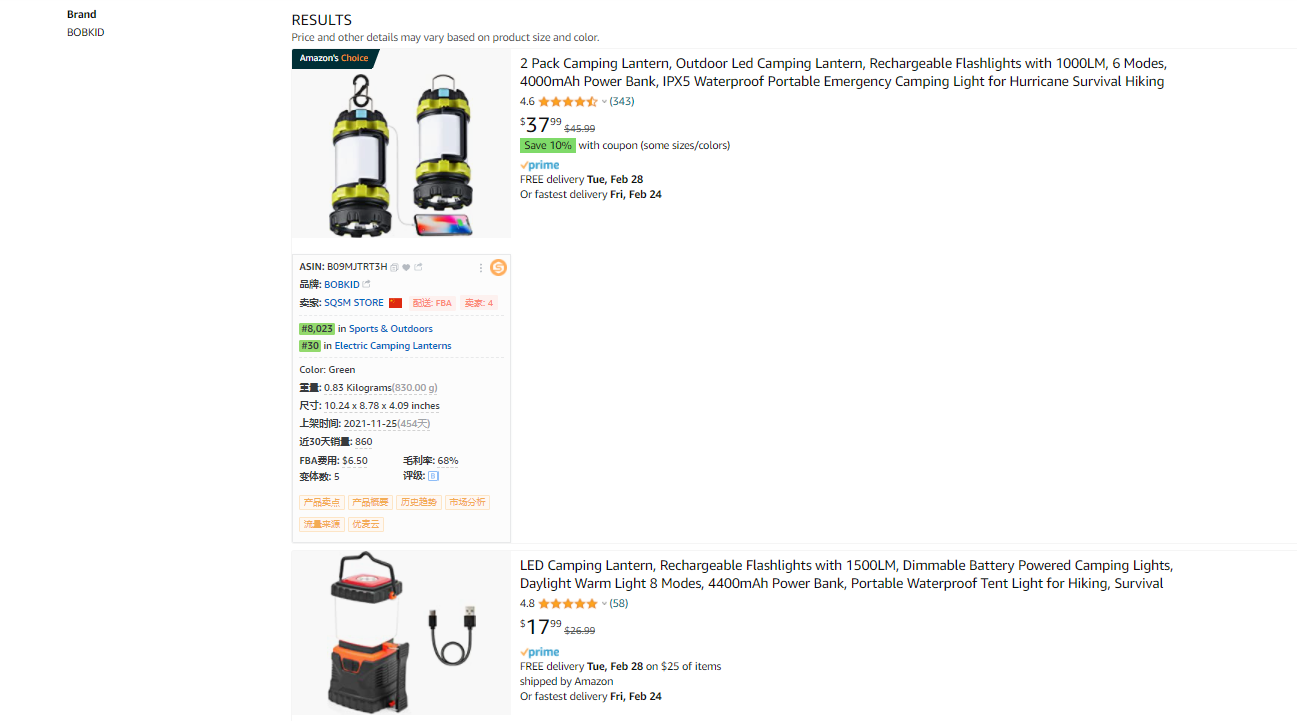 Brand
BOBKID
RESULTS
Price and other details may vary based on product size and color.
Amazon's Choice
2 Pack Camping Lantern, Outdoor Led Camping Lantern, Rechargeable Flashlights with 1000LM, 6 Modes,
4000mAh Power Bank, IPX5 Waterproof Portable Emergency Camping Light for Hurricane Survival Hiking
4.6 (343)
$37.99 $45.99
Save 10% with coupon (some sizes/colors)
prime
FREE delivery Tue, Feb 28
Or fastest delivery Fri, Feb 24
ASIN: B09MJTRT3H
品牌: BOBKID
卖家: SQSM STORE 配送: FBA 卖家: 4
#8,023 in Sports & Outdoors
#30 in Electric Camping Lanterns
Color: Green
重量: 0.83 Kilograms(830.00 g)
尺寸: 10.24 x 8.78 x 4.09 inches
上架时间: 2021-11-25(454天)
近30天销量: 860
FBA费用: $6.50 毛利率: 68%
变体数: 5 评级:
产品卖点 产品概要 历史趋势 市场分析
流量来源 优麦云
LED Camping Lantern, Rechargeable Flashlights with 1500LM, Dimmable Battery Powered Camping Lights,
Daylight Warm Light 8 Modes, 4400mAh Power Bank, Portable Waterproof Tent Light for Hiking, Survival
4.8 (58)
$17.99 $26.99
prime
FREE delivery Tue, Feb 28 on $25 of items
shipped by Amazon
Or fastest delivery Fri, Feb 24